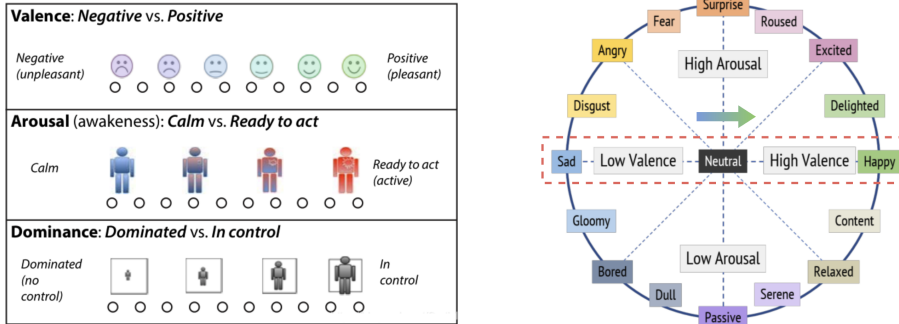 Valence: Negative vs. Positive
Negative
(unpleasant)
Positive
(pleasant)
Arousal (awakeness): Calm vs. Ready to act
Calm
Ready to act
(active)
Dominance: Dominated vs. In control
Dominated
(no
control)
In
control
Surprise
Fear
Roused
Angry
Excited
High Arousal
Disgust
Delighted
Sad
Low Valence
Neutral
High Valence
Happy
Gloomy
Content
Low Arousal
Bored
Relaxed
Dull
Serene
Passive